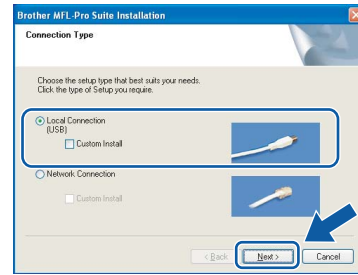 Brother MFL-Pro Suite Installation
Connection Type
Choose the setup type that best suits your needs.
Click the type of Setup you require.
Local Connection
(USB)
Custom Install
Network Connection
Custom Install
< Back
Next >
Cancel